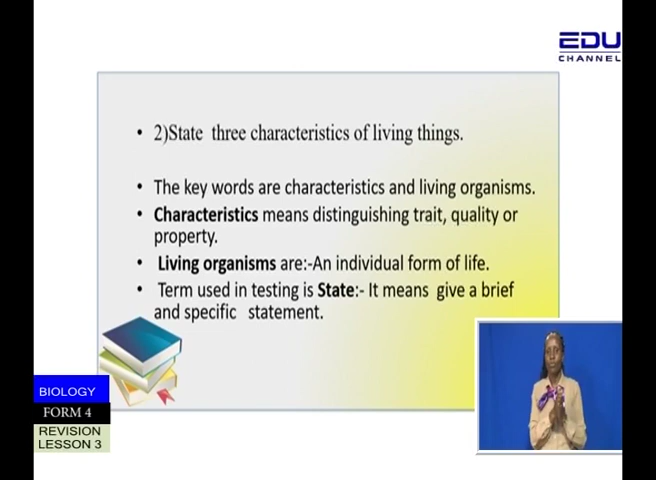 EDU
CHANNEL
• 2)State three characteristics of living things.
• The key words are characteristics and living organisms.
• Characteristics means distinguishing trait, quality or
property.
• Living organisms are:-An individual form of life.
• Term used in testing is State:- It means give a brief
and specific statement.
BIOLOGY
FORM 4
REVISION
LESSON 3